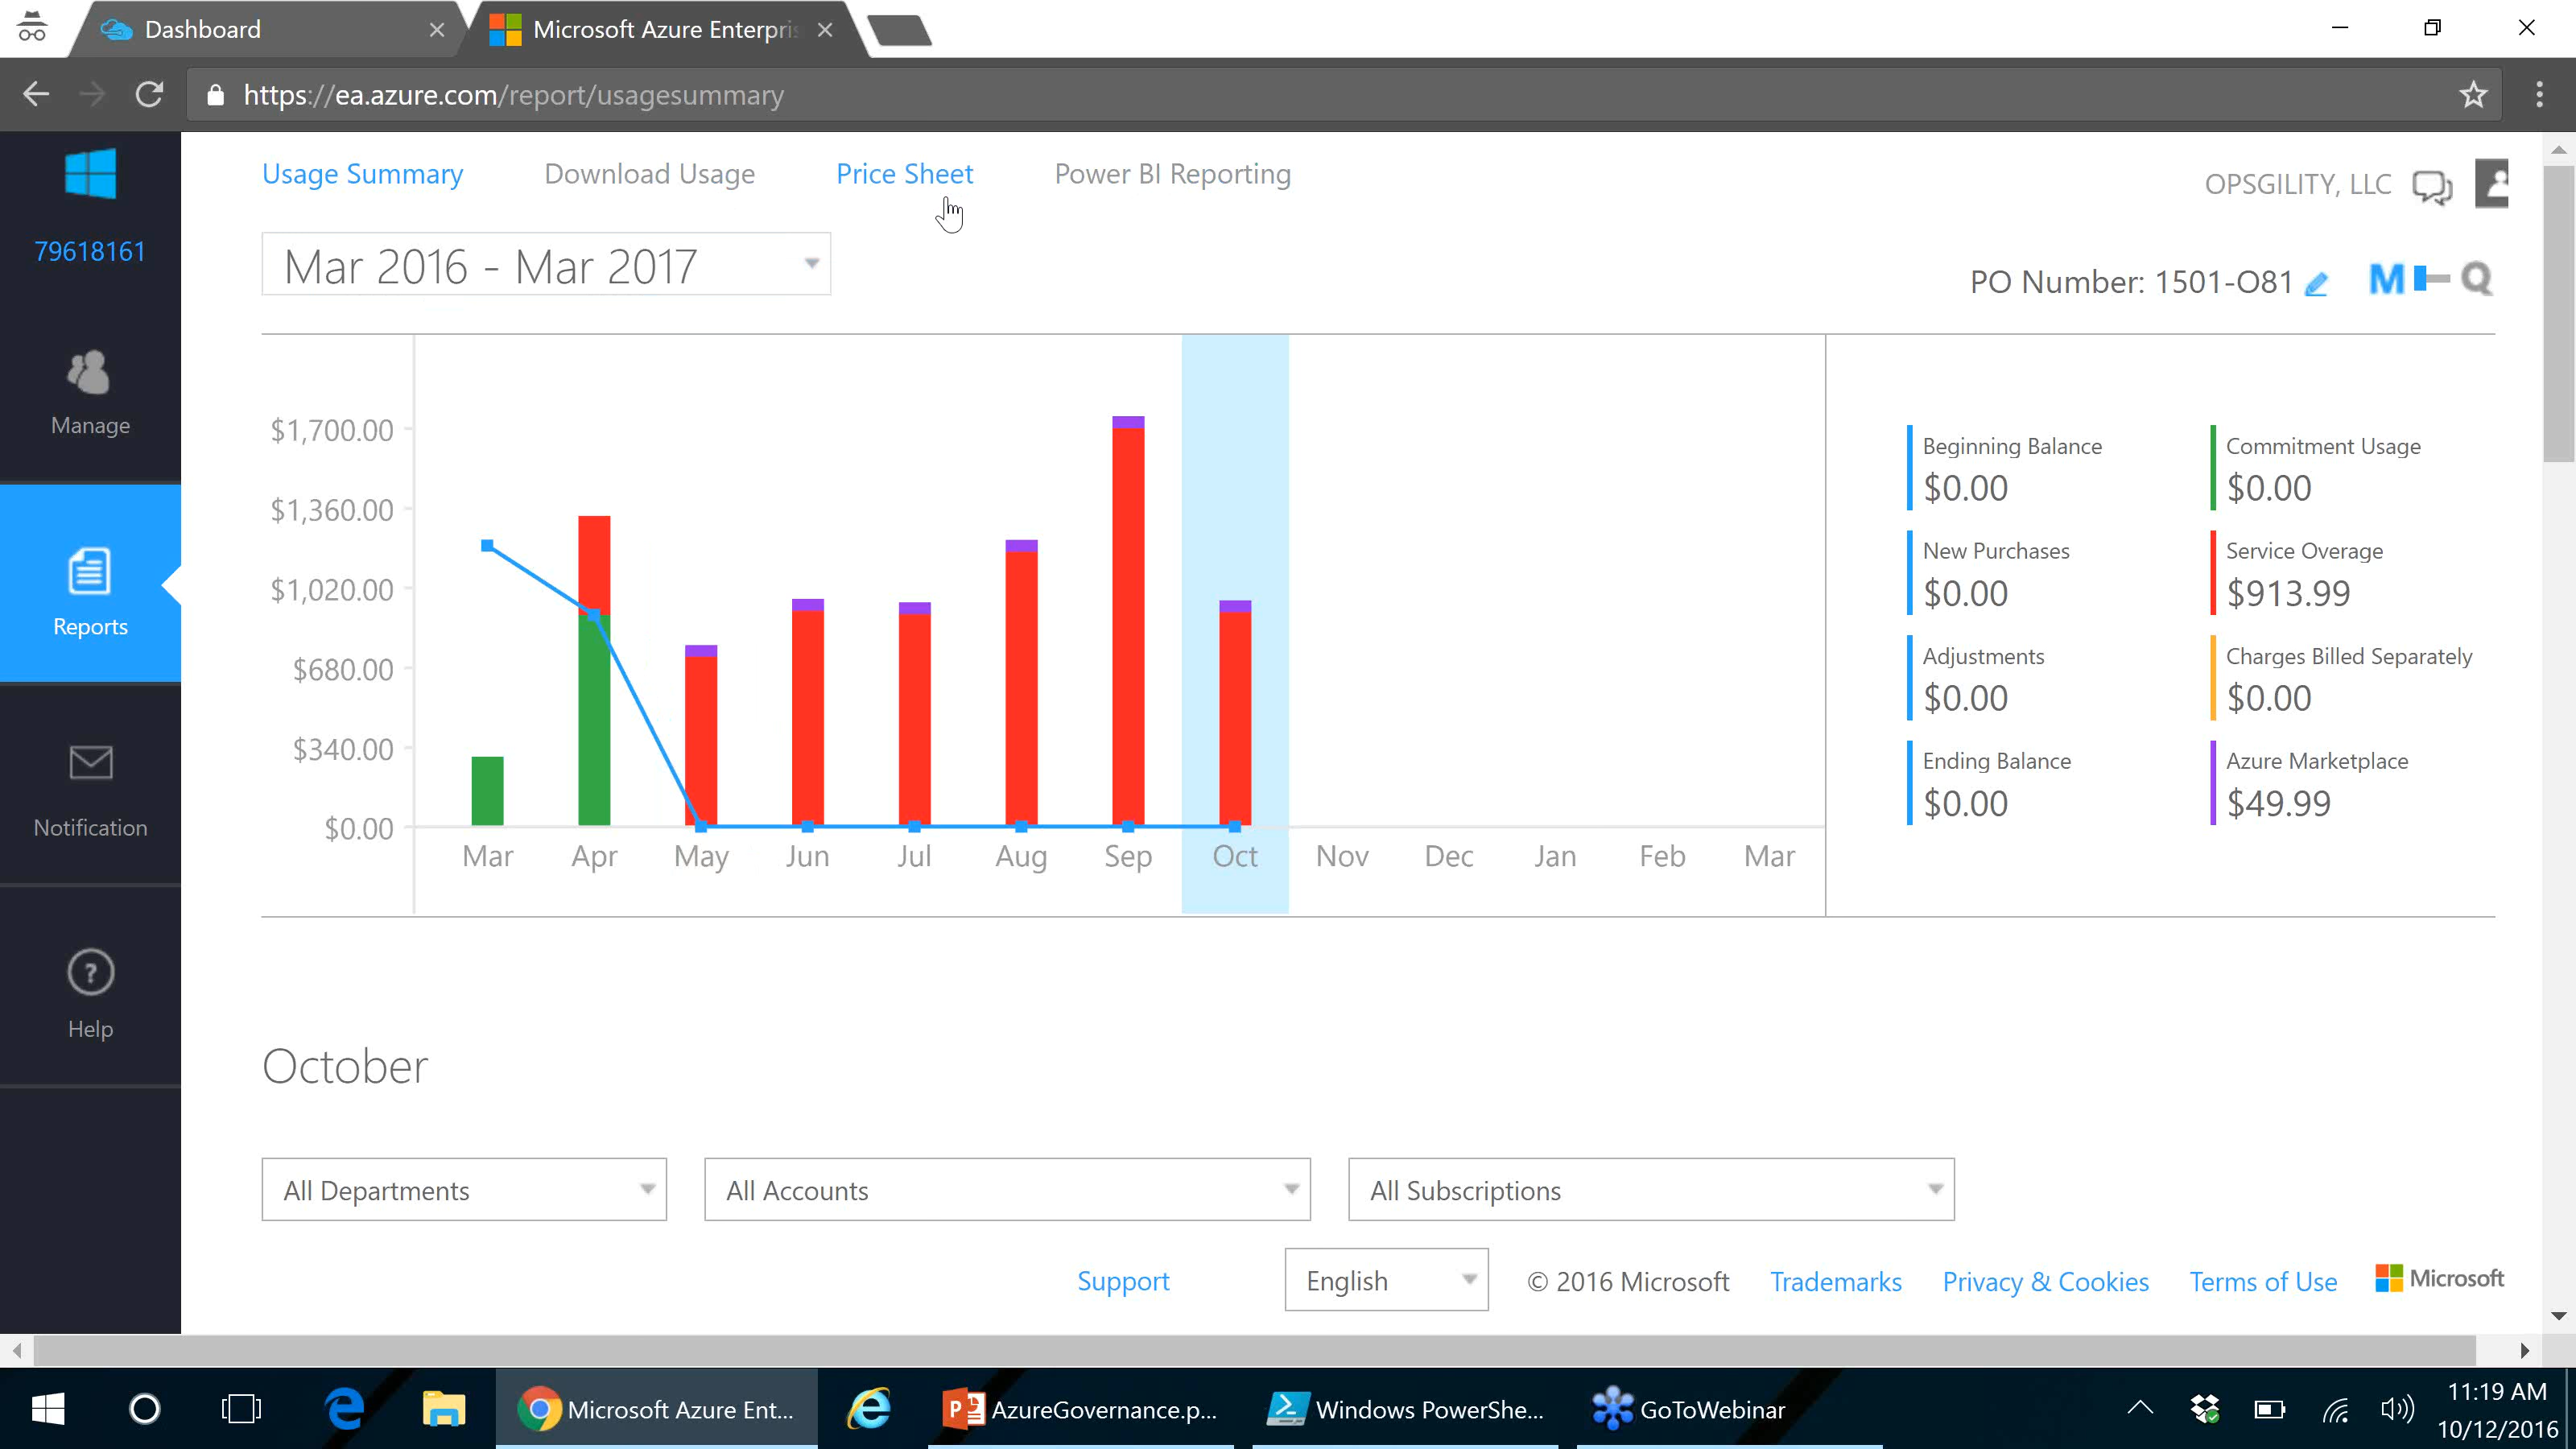 Dashboard
Microsoft Azure Enterpris
https://ea.azure.com/report/usagesummary
Usage Summary
Download Usage
Price Sheet
Power BI Reporting
OPSGILITY, LLC
79618161
Mar 2016 - Mar 2017
PO Number: 1501-O81
M
Q
Manage
Reports
Notification
?
Help
$1,700.00
$1,360.00
$1,020.00
$680.00
$340.00
$0.00
Mar Apr May Jun Jul Aug Sep Oct Nov Dec Jan Feb Mar
Beginning Balance
$0.00
Commitment Usage
$0.00
New Purchases
$0.00
Service Overage
$913.99
Adjustments
$0.00
Charges Billed Separately
$0.00
Ending Balance
$0.00
Azure Marketplace
$49.99
October
All Departments
All Accounts
All Subscriptions
Support
English
© 2016 Microsoft
Trademarks
Privacy & Cookies
Terms of Use
Microsoft
Microsoft Azure Ent...
AzureGovernance.p...
Windows PowerShe...
GoToWebinar
11:19 AM
10/12/2016